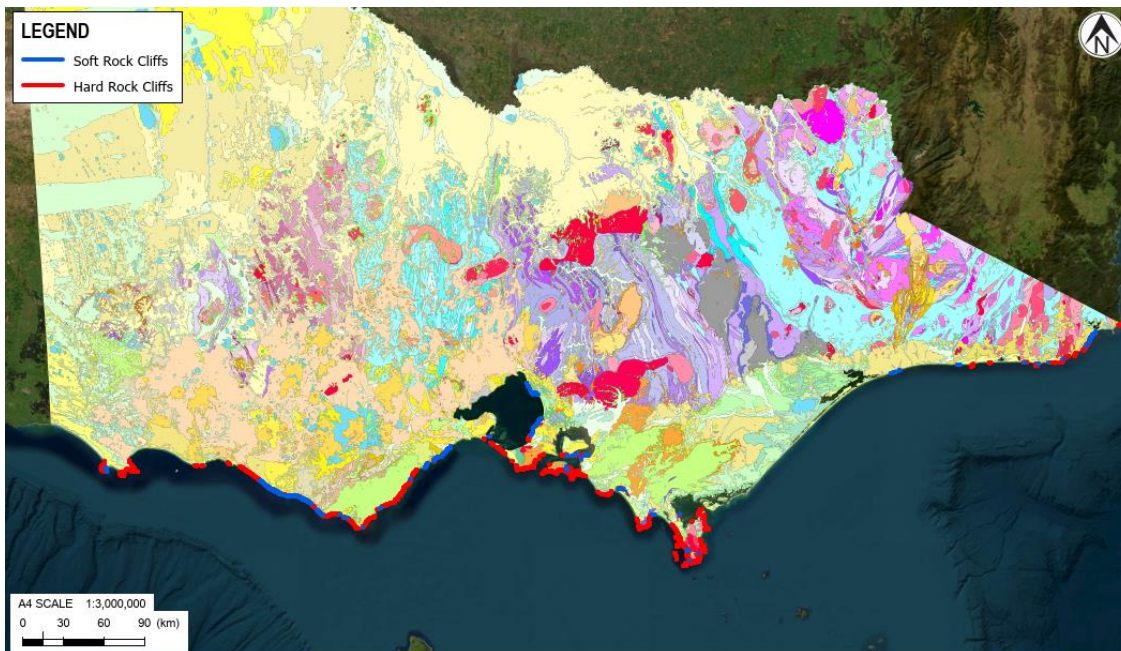 LEGEND
Soft Rock Cliffs
Hard Rock Cliffs
N
A4 SCALE 1:3,000,000
0 30 60 90 (km)